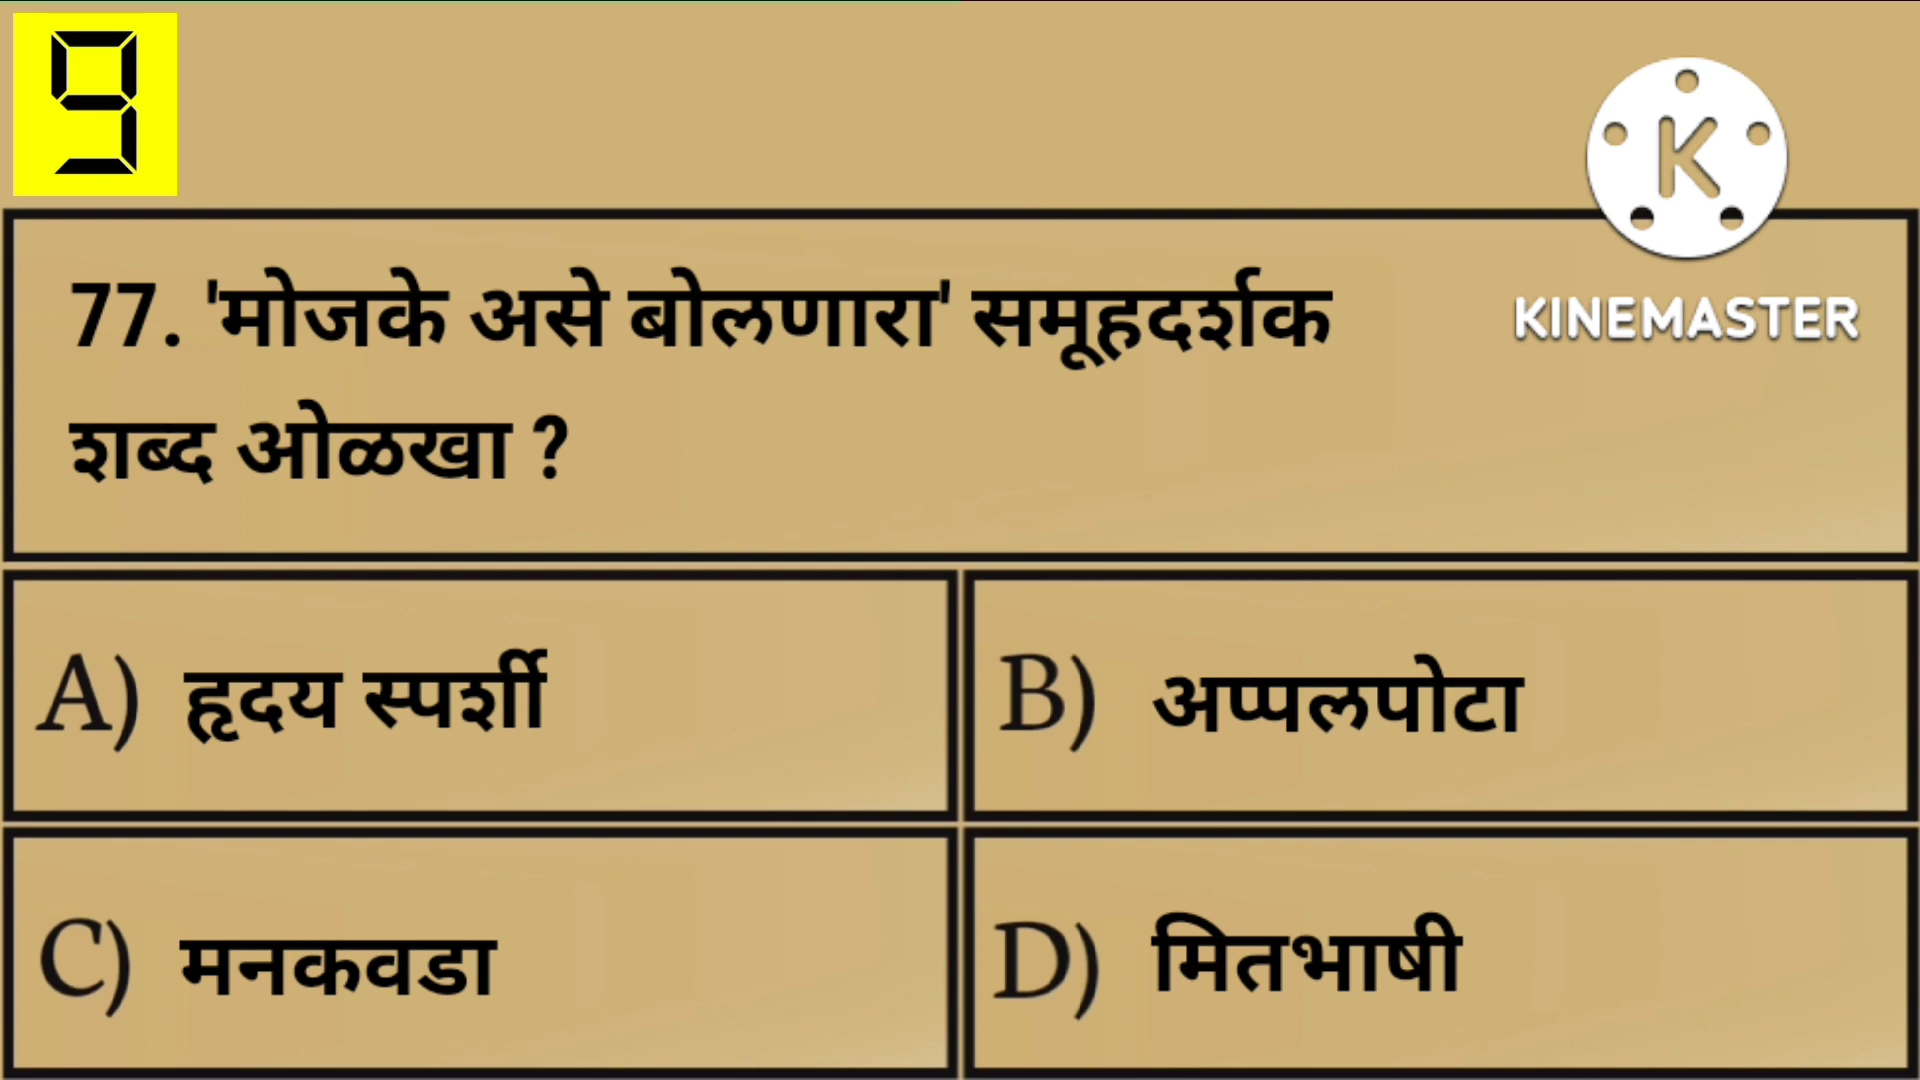 9
KINEMASTER
77. 'मोजके असे बोलणारा' समूहदर्शक
शब्द ओळखा ?
A) हृदय स्पर्शी
B) अप्पलपोटा
C) मनकवडा
D) मितभाषी